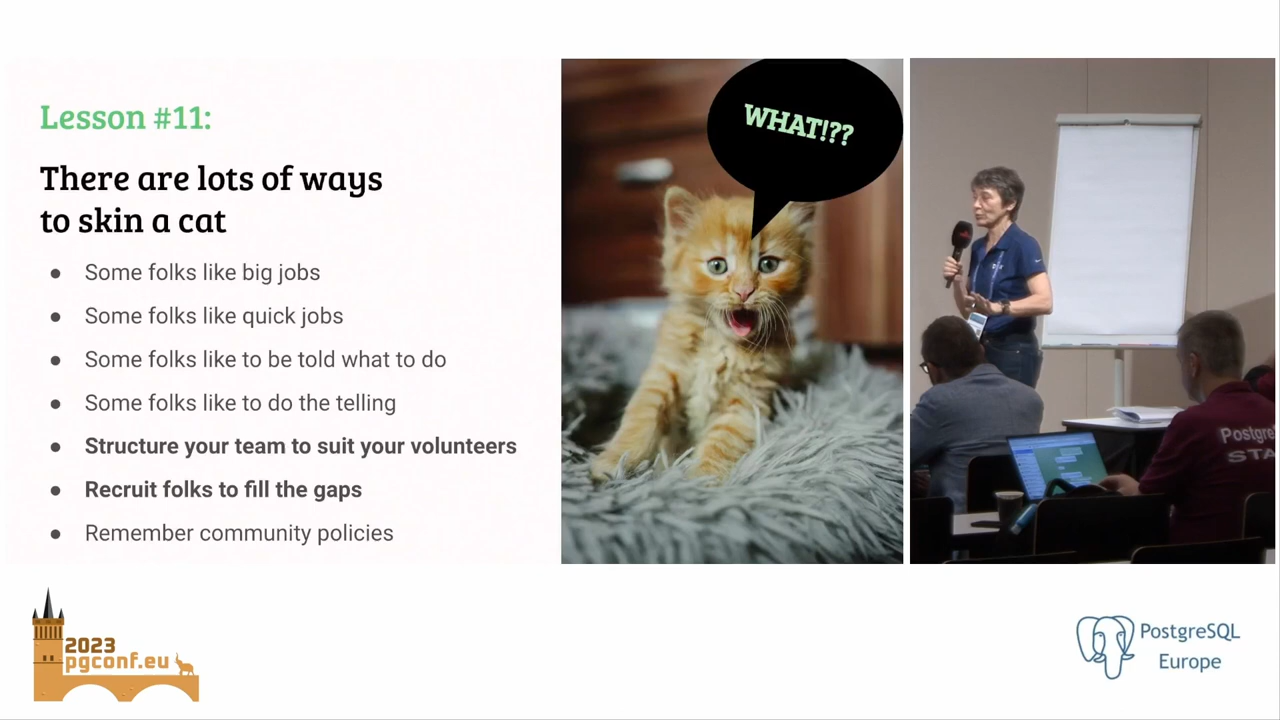 Lesson #11:
There are lots of ways
to skin a cat
● Some folks like big jobs
● Some folks like quick jobs
● Some folks like to be told what to do
● Some folks like to do the telling
● Structure your team to suit your volunteers
● Recruit folks to fill the gaps
● Remember community policies
WHAT!??
2023
pgconf.eu
PostgreSQL
Europe